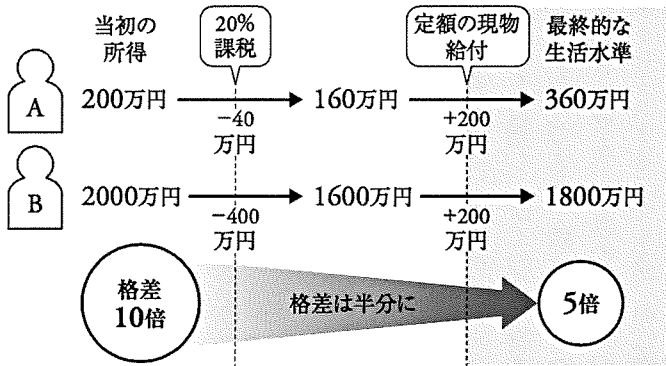 当初の
所得
20%
課税
定額の現物
給付
最終的な
生活水準
A
200万円
−40
万円
160万円
+200
万円
360万円
B
2000万円
−400
万円
1600万円
+200
万円
1800万円
格差
10倍
格差は半分に
5倍